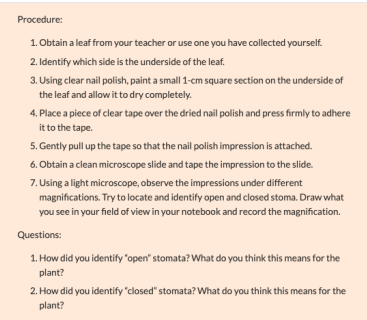 Procedure:
1. Obtain a leaf from your teacher or use one you have collected yourself.
2. Identify which side is the underside of the leaf.
3. Using clear nail polish, paint a small 1-cm square section on the underside of
the leaf and allow it to dry completely.
4. Place a piece of clear tape over the dried nail polish and press firmly to adhere
it to the tape.
5. Gently pull up the tape so that the nail polish impression is attached.
6. Obtain a clean microscope slide and tape the impression to the slide.
7. Using a light microscope, observe the impressions under different
magnifications. Try to locate and identify open and closed stoma. Draw what
you see in your field of view in your notebook and record the magnification.
Questions:
1. How did you identify "open" stomata? What do you think this means for the
plant?
2. How did you identify "closed" stomata? What do you think this means for the
plant?